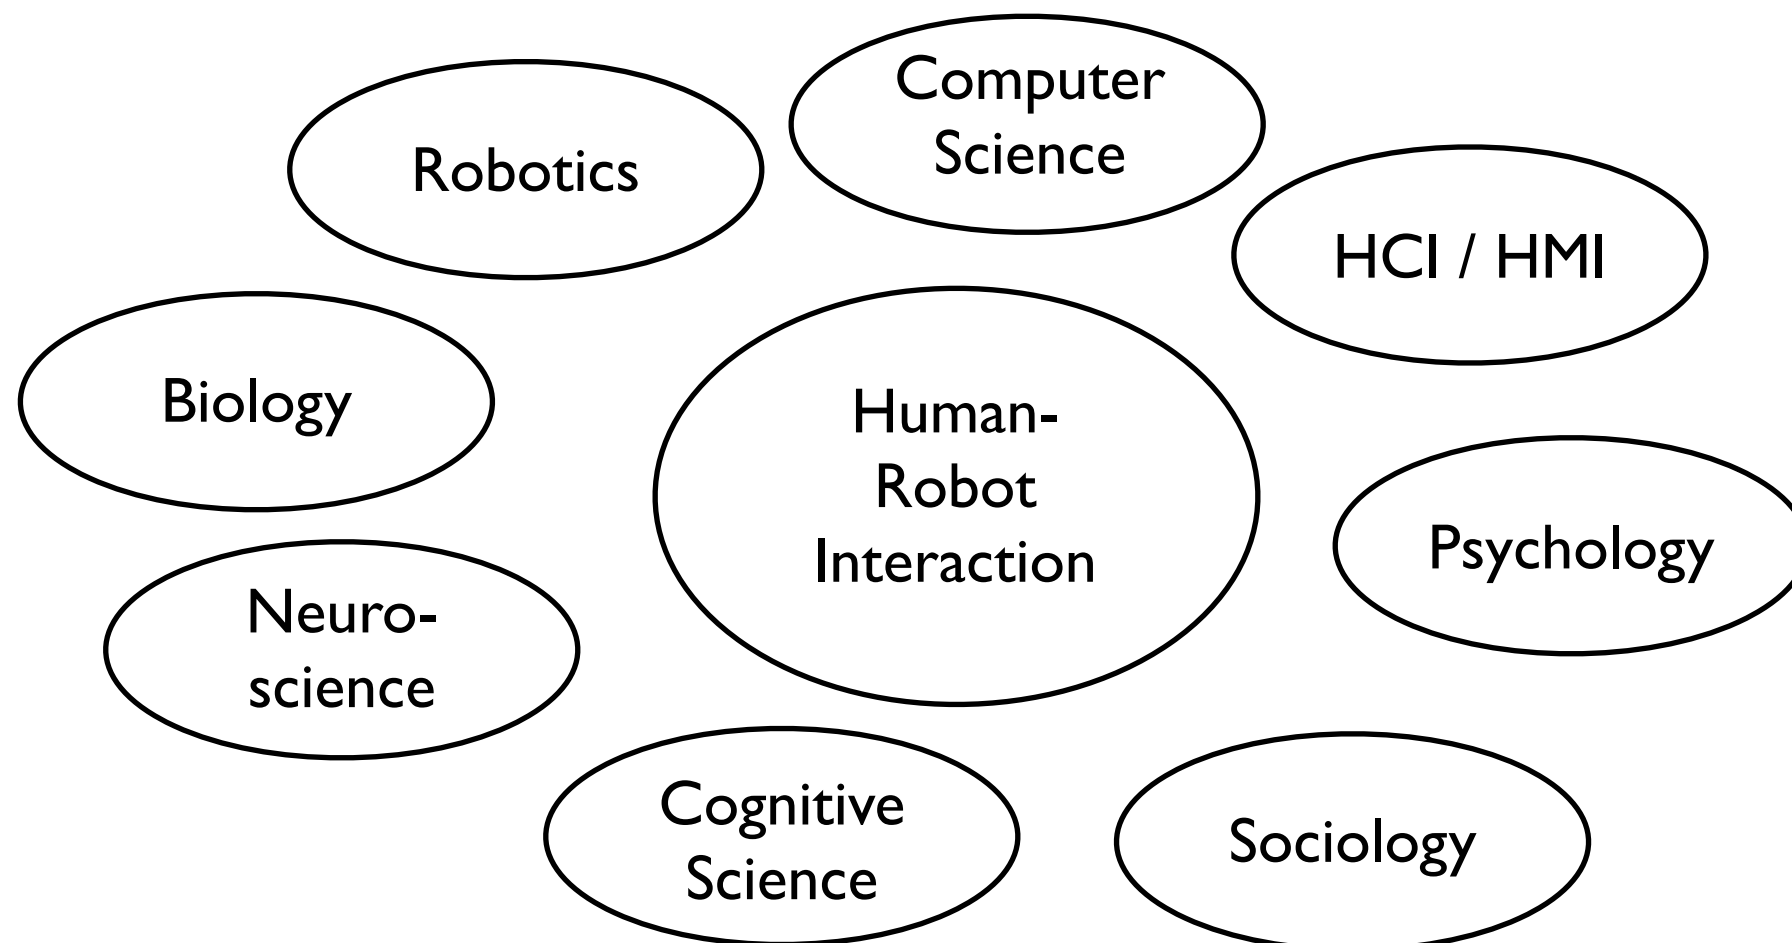 Computer
Science
Robotics
HCI / HMI
Biology
Human-
Robot
Interaction
Psychology
Neuro-
science
Cognitive
Science
Sociology